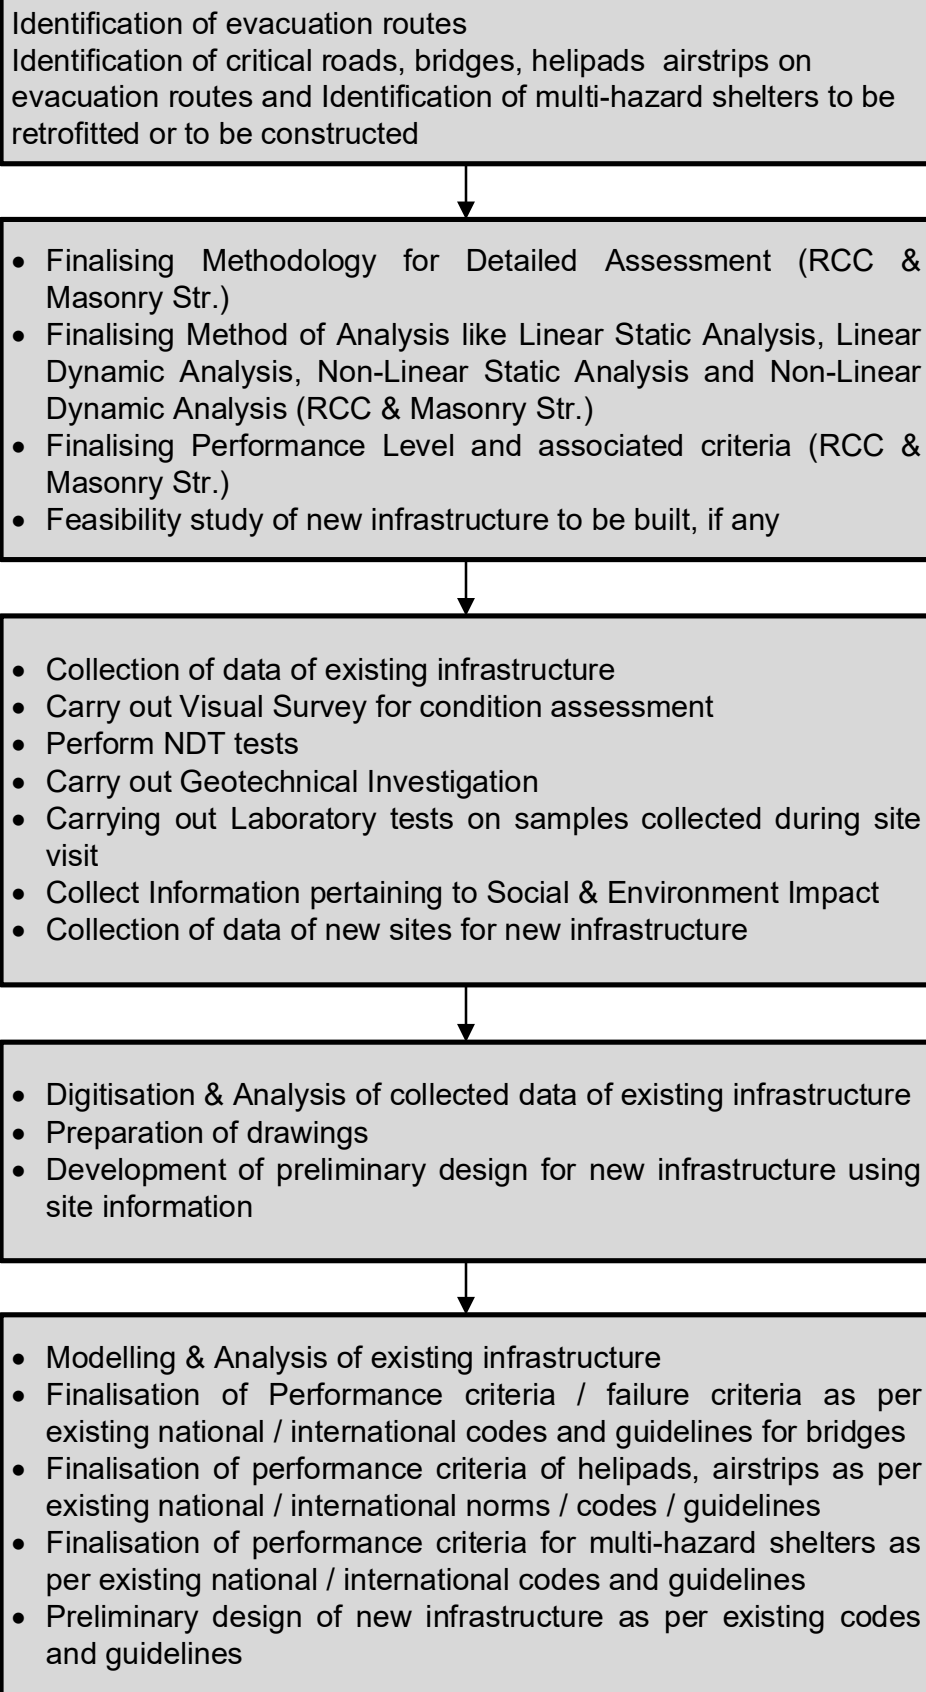 Identification of evacuation routes
Identification of critical roads, bridges, helipads  airstrips on
evacuation routes and Identification of multi-hazard shelters to be
retrofitted or to be constructed
• Finalising Methodology for Detailed Assessment (RCC &
Masonry Str.)
• Finalising Method of Analysis like Linear Static Analysis, Linear
Dynamic Analysis, Non-Linear Static Analysis and Non-Linear
Dynamic Analysis (RCC & Masonry Str.)
• Finalising Performance Level and associated criteria (RCC &
Masonry Str.)
• Feasibility study of new infrastructure to be built, if any
• Collection of data of existing infrastructure
• Carry out Visual Survey for condition assessment
• Perform NDT tests
• Carry out Geotechnical Investigation
• Carrying out Laboratory tests on samples collected during site
visit
• Collect Information pertaining to Social & Environment Impact
• Collection of data of new sites for new infrastructure
• Digitisation & Analysis of collected data of existing infrastructure
• Preparation of drawings
• Development of preliminary design for new infrastructure using
site information
• Modelling & Analysis of existing infrastructure
• Finalisation of Performance criteria / failure criteria as per
existing national / international codes and guidelines for bridges
• Finalisation of performance criteria of helipads, airstrips as per
existing national / international norms / codes / guidelines
• Finalisation of performance criteria for multi-hazard shelters as
per existing national / international codes and guidelines
• Preliminary design of new infrastructure as per existing codes
and guidelines